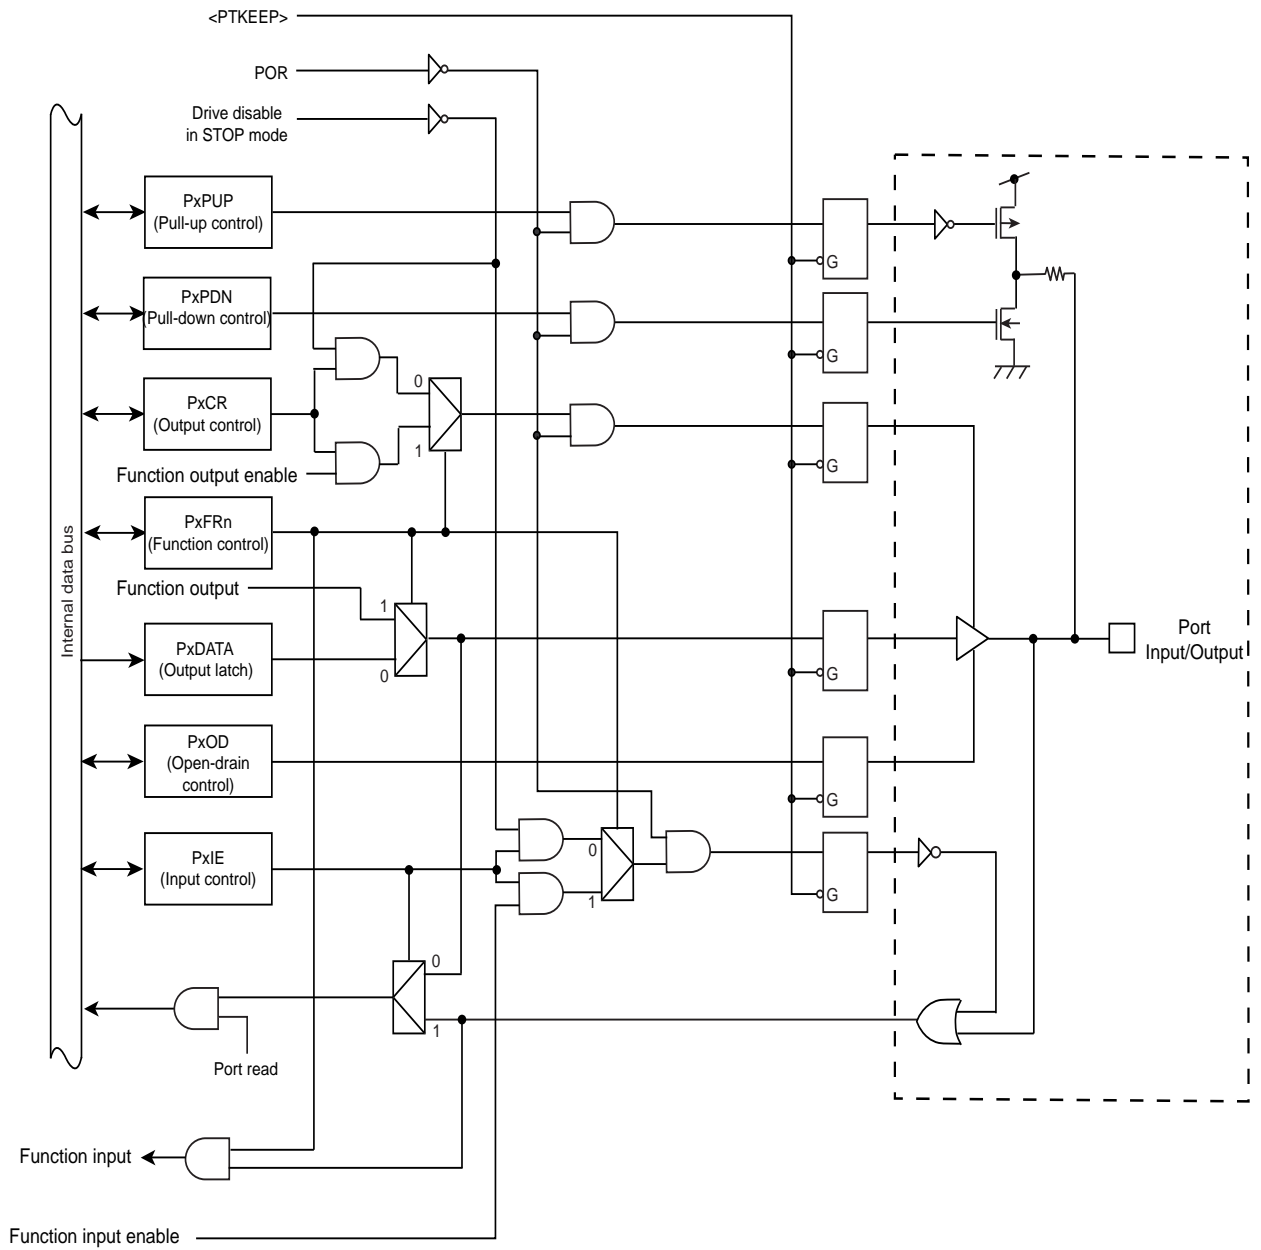 <PTKEEP>
POR
Drive disable
in STOP mode
PxPUP
(Pull-up control)
G
PxPDN
(Pull-down control)
G
0
PxCR
(Output control)
1
G
Function output enable
PxFRn
(Function control)
Internal data bus
Function output
1
PxDATA
(Output latch)
0
G
Port
Input/Output
PxOD
(Open-drain
control)
G
PxIE
(Input control)
0
1
G
0
1
Port read
Function input
Function input enable